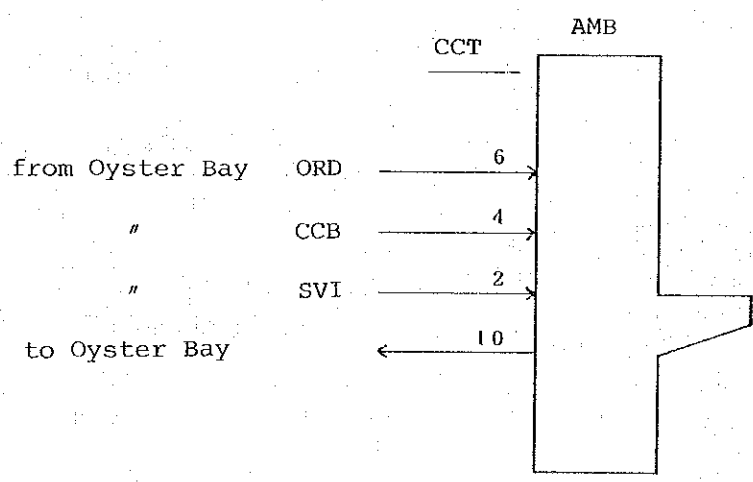 AMB
CCT
from Oyster Bay ORD 6
〃 CCB 4
〃 SVI 2
to Oyster Bay 10